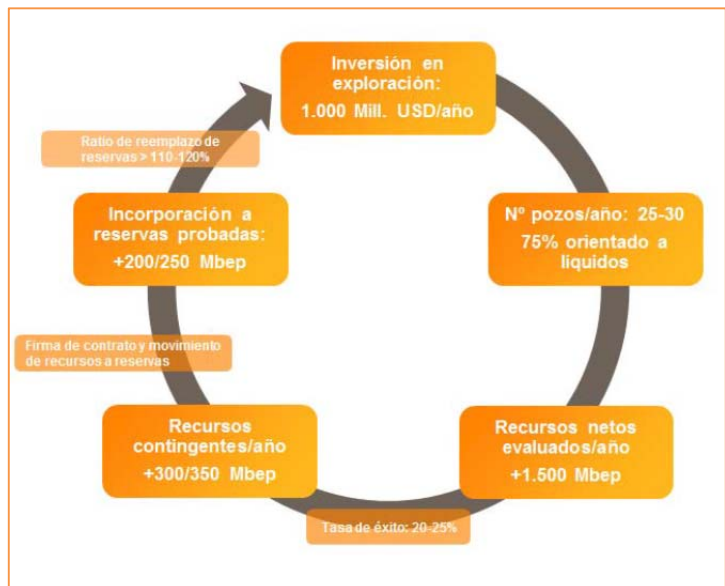 Inversión en
exploración:
1.000 Mill. USD/año
Nº pozos/año: 25-30
75% orientado a
líquidos
Recursos netos
evaluados/año
+1.500 Mbep
Tasa de éxito: 20-25%
Recursos
contingentes/año
+300/350 Mbep
Firma de contrato y movimiento
de recursos a reservas
Incorporación a
reservas probadas:
+200/250 Mbep
Ratio de reemplazo de
reservas > 110-120%